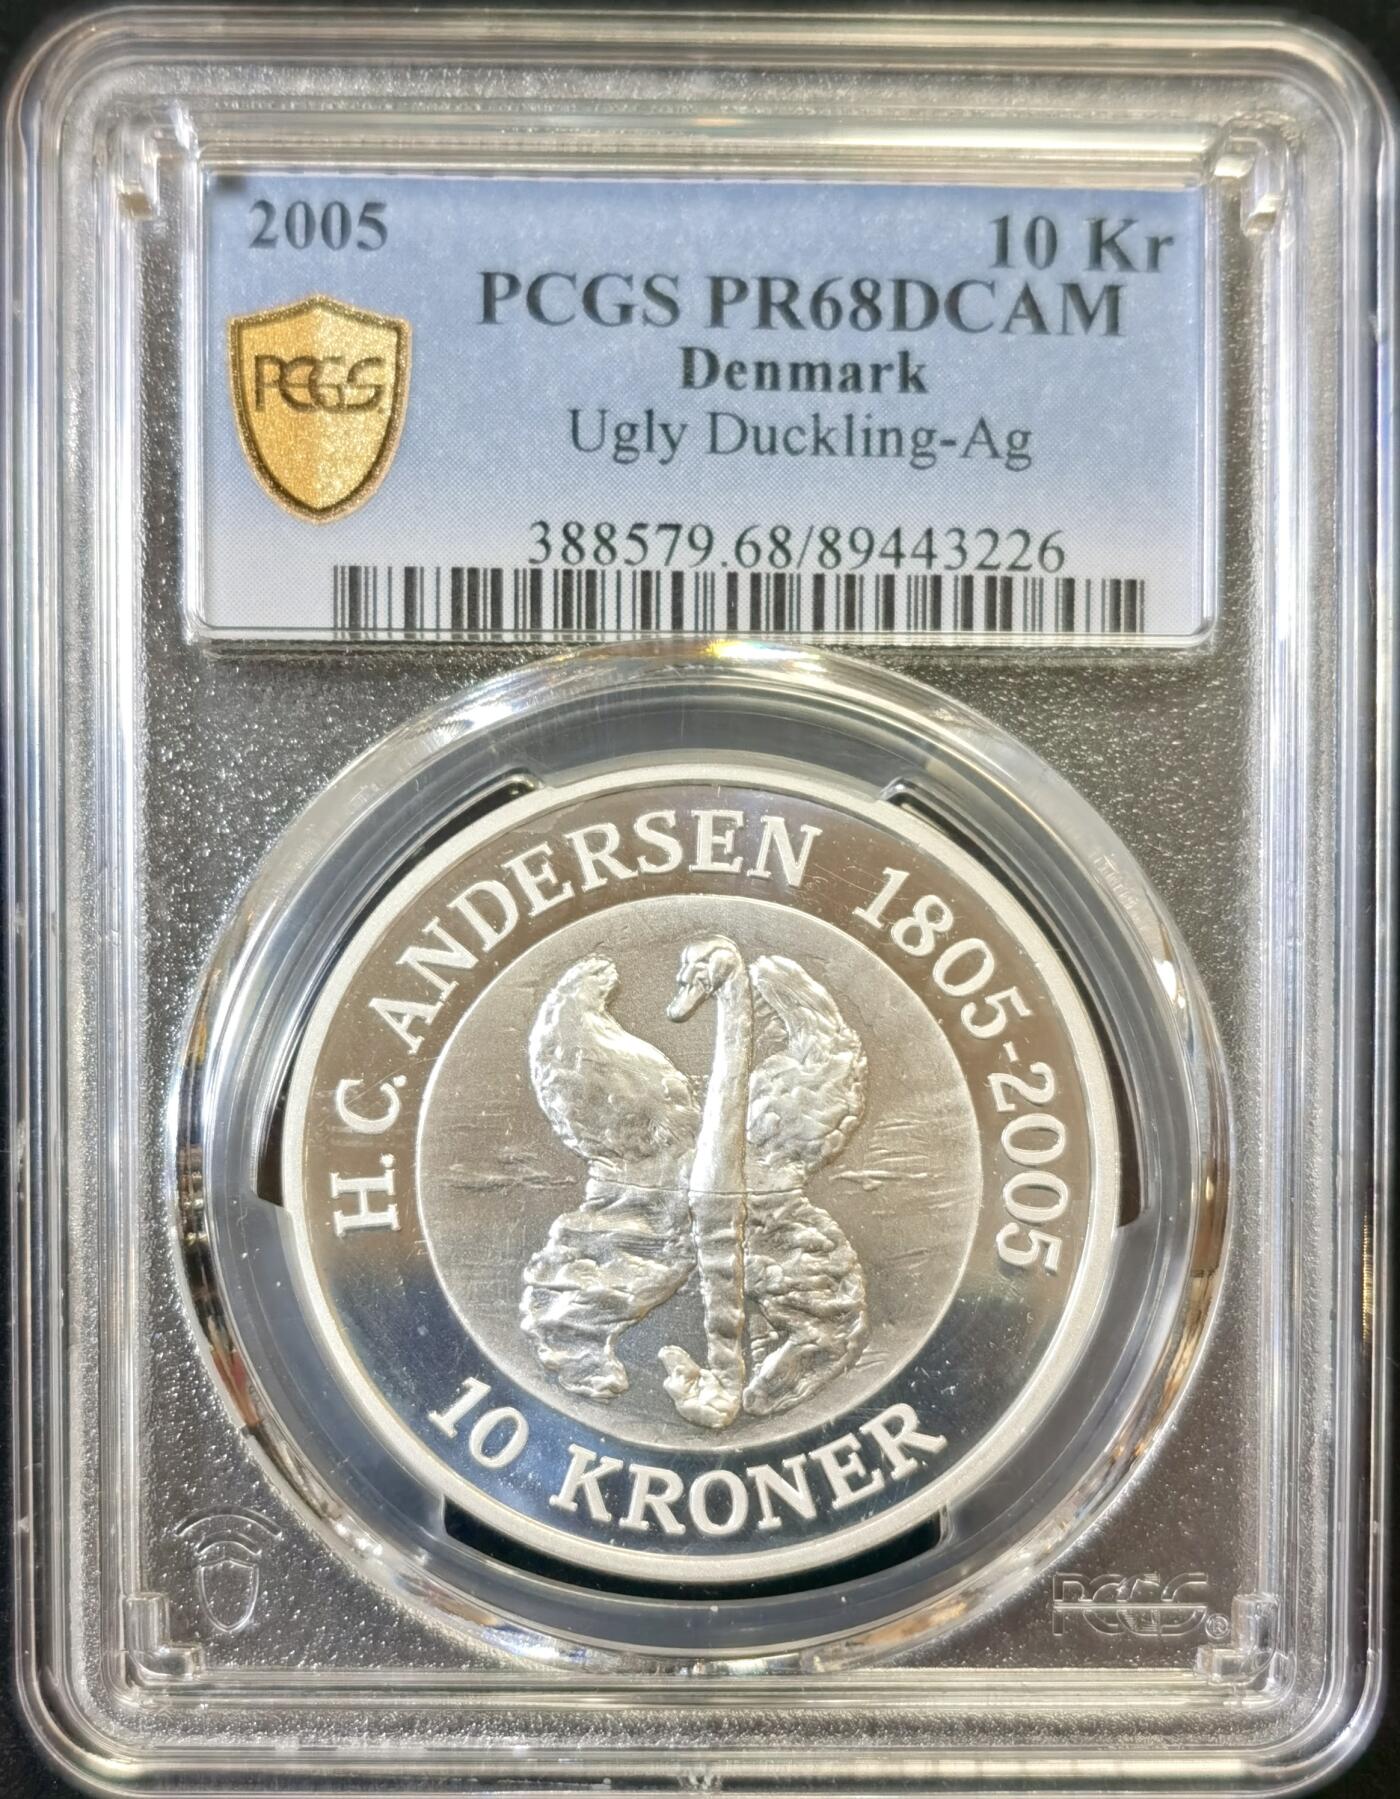 2005
10 Kr
PCGS PR68DCAM
Denmark
PCGS
Ugly Duckling-Ag
388579.68/89443226
H.C. ANDERSEN 1805-2005
10 KRONER
PCGS®